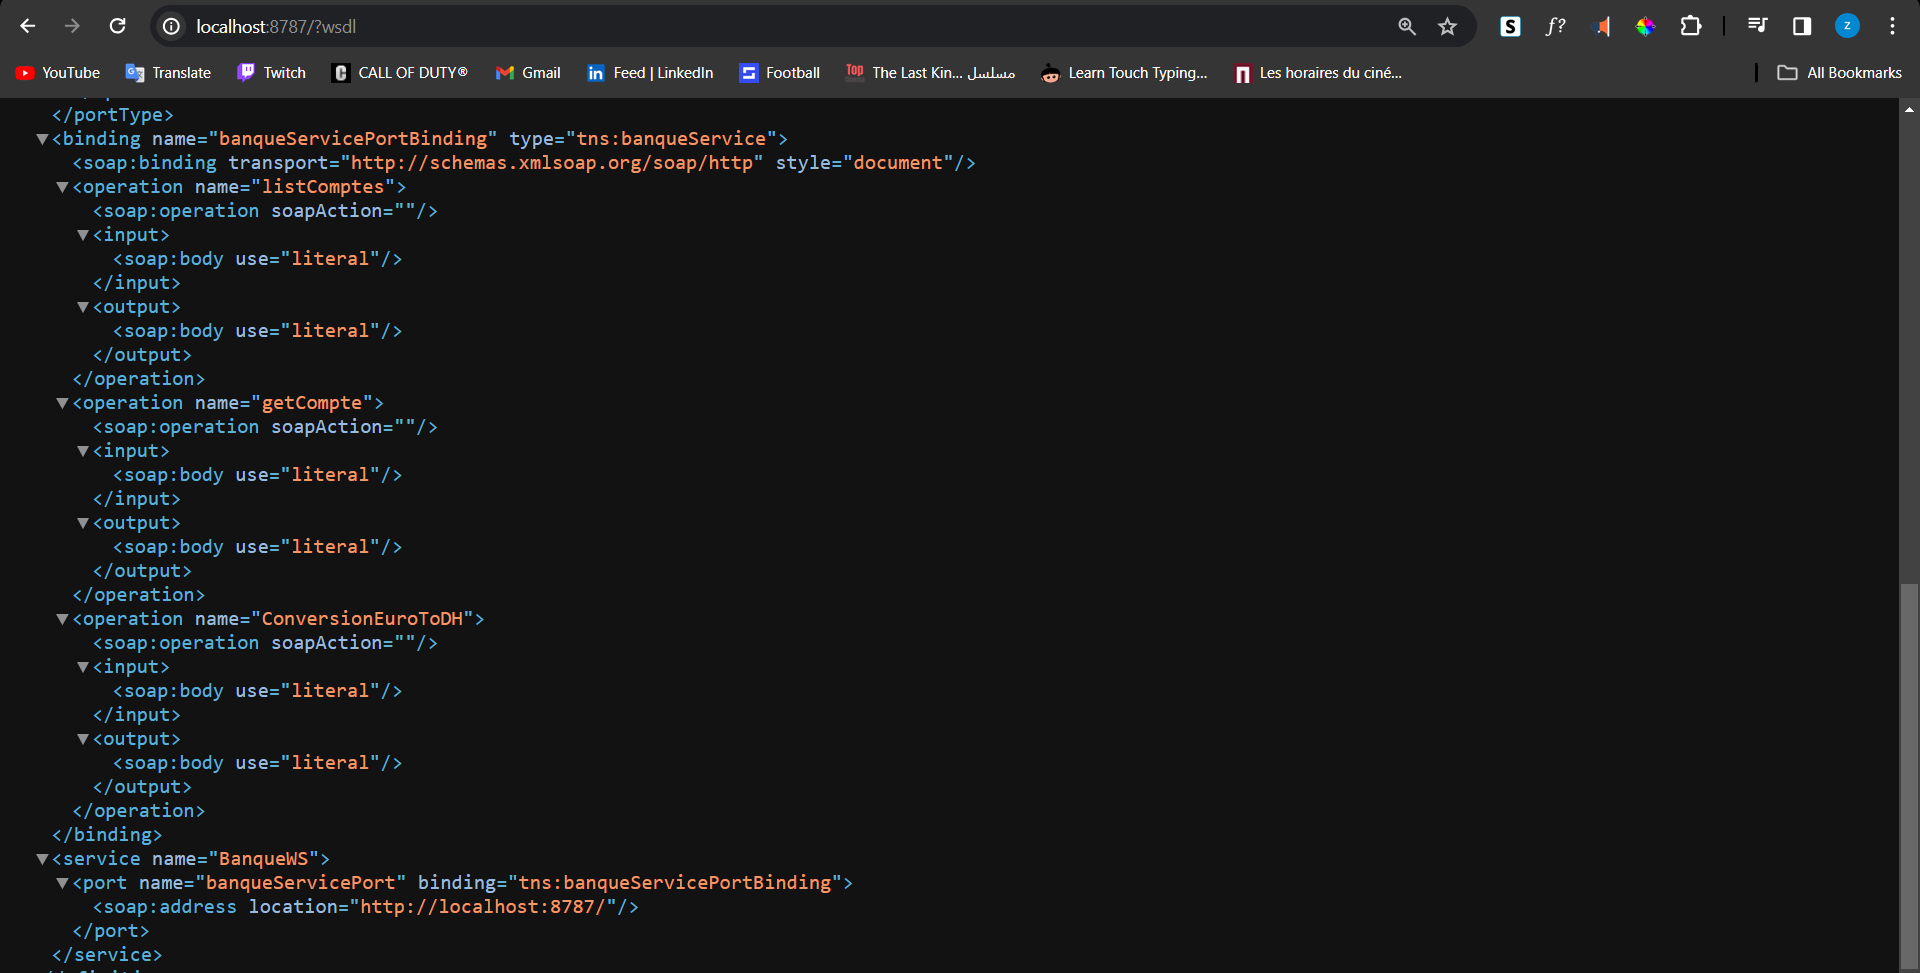 localhost:8787/?wsdl
YouTube Translate Twitch CALL OF DUTY® Gmail Feed | LinkedIn Football The Last Kin... مسلسل Learn Touch Typing... Les horaires du ciné... All Bookmarks
</portType>
<binding name="banqueServicePortBinding" type="tns:banqueService">
<soap:binding transport="http://schemas.xmlsoap.org/soap/http" style="document"/>
<operation name="listComptes">
<soap:operation soapAction=""/>
<input>
<soap:body use="literal"/>
</input>
<output>
<soap:body use="literal"/>
</output>
</operation>
<operation name="getCompte">
<soap:operation soapAction=""/>
<input>
<soap:body use="literal"/>
</input>
<output>
<soap:body use="literal"/>
</output>
</operation>
<operation name="ConversionEuroToDH">
<soap:operation soapAction=""/>
<input>
<soap:body use="literal"/>
</input>
<output>
<soap:body use="literal"/>
</output>
</operation>
</binding>
<service name="BanqueWS">
<port name="banqueServicePort" binding="tns:banqueServicePortBinding">
<soap:address location="http://localhost:8787/"/>
</port>
</service>